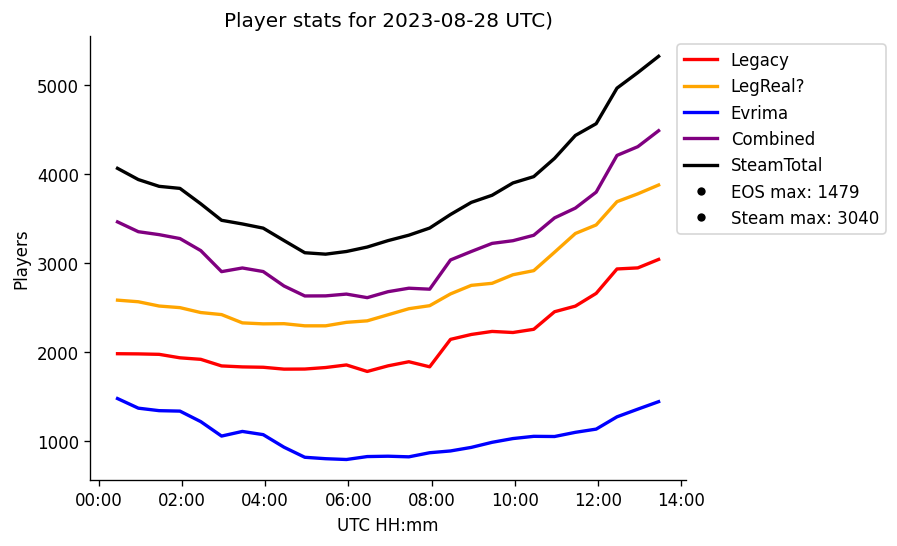 Player stats for 2023-08-28 UTC)
Players
5000
4000
3000
2000
1000
00:00 02:00 04:00 06:00 08:00 10:00 12:00 14:00
UTC HH:mm
Legacy
LegReal?
Evrima
Combined
SteamTotal
EOS max: 1479
Steam max: 3040